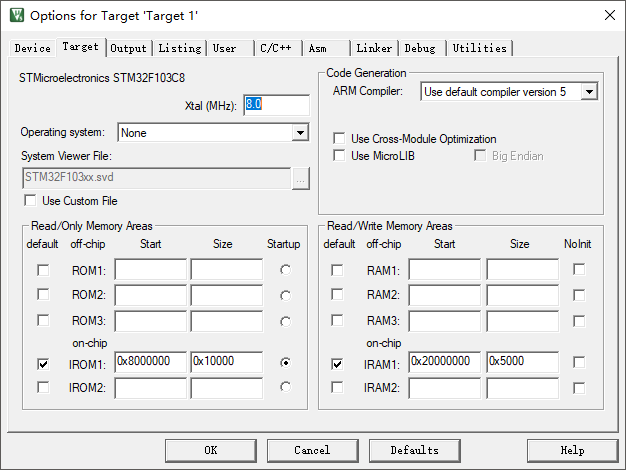 Options for Target 'Target 1'
Device Target Output Listing User C/C++ Asm Linker Debug Utilities
STMicroelectronics STM32F103C8
Xtal (MHz): 8.0
Operating system: None
System Viewer File:
STM32F103xx.svd ...
Use Custom File
Code Generation
ARM Compiler: Use default compiler version 5
Use Cross-Module Optimization
Use MicroLIB Big Endian
Read/Only Memory Areas
default off-chip Start Size Startup
ROM1:
ROM2:
ROM3:
on-chip
IROM1: 0x8000000 0x10000
IROM2:
Read/Write Memory Areas
default off-chip Start Size NoInit
RAM1:
RAM2:
RAM3:
on-chip
IRAM1: 0x20000000 0x5000
IRAM2:
OK Cancel Defaults Help